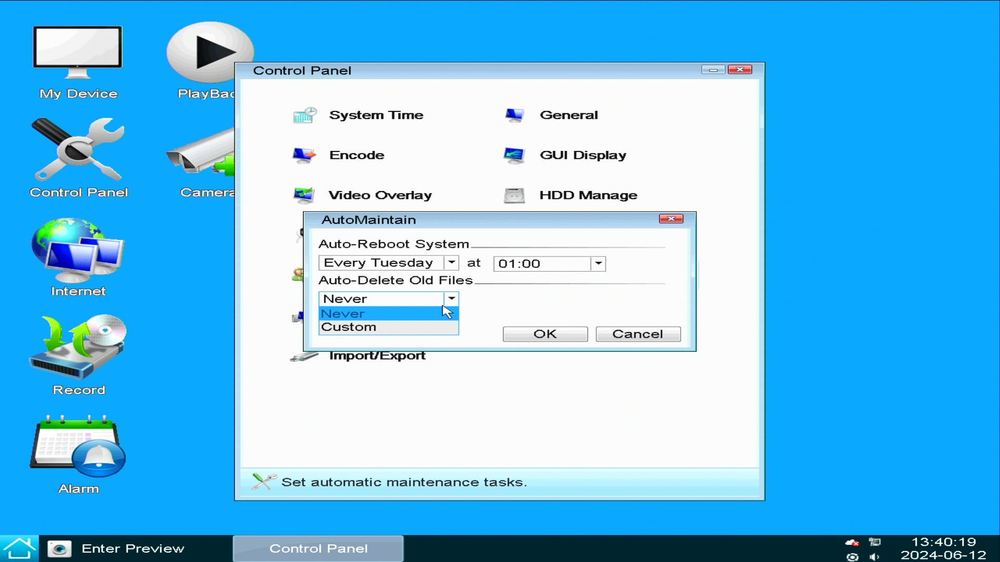 My Device
PlayBac
Control Panel
Camera
Internet
Record
Alarm
Control Panel
System Time
General
Encode
GUI Display
Video Overlay
HDD Manage
AutoMaintain
Auto-Reboot System
Every Tuesday at 01:00
Auto-Delete Old Files
Never
Never
Custom
OK
Cancel
Import/Export
Set automatic maintenance tasks.
Enter Preview
Control Panel
13:40:19
2024-06-12